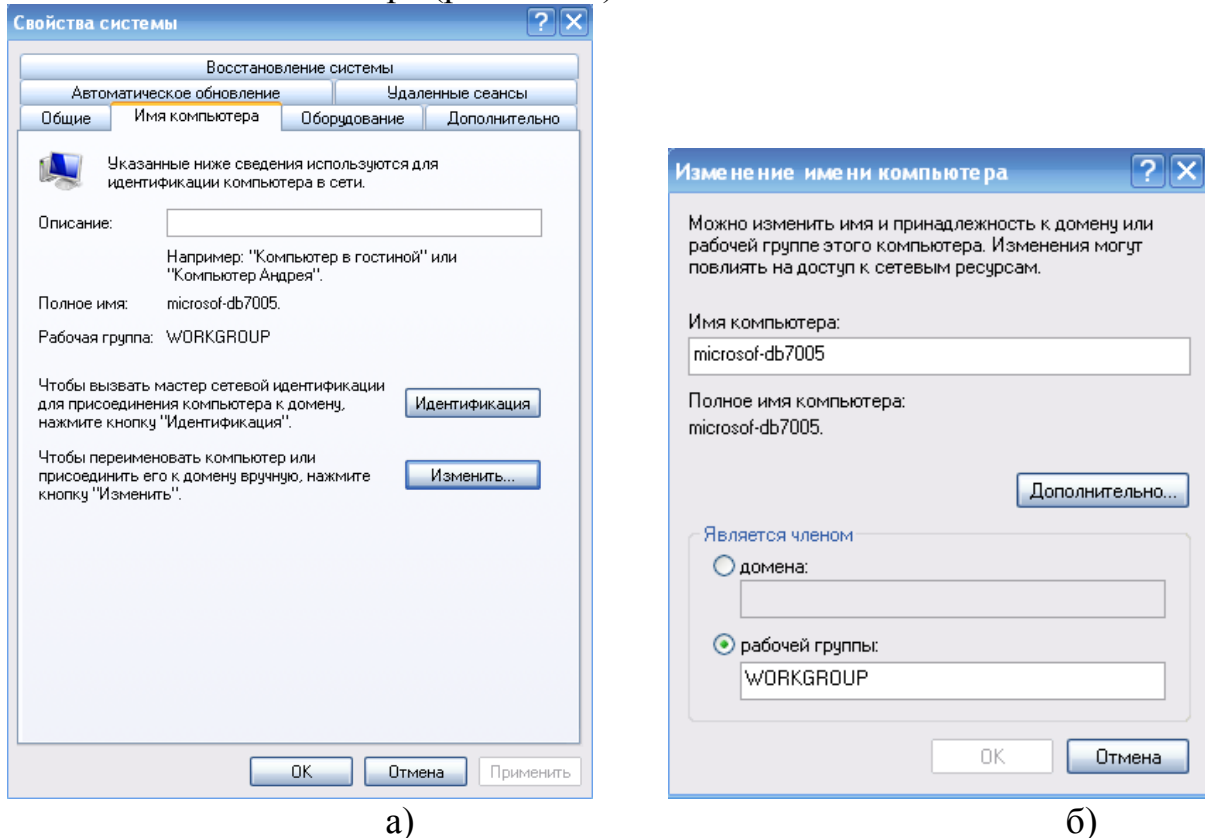 Свойства системы
Восстановление системы
Автоматическое обновление
Удаленные сеансы
Общие
Имя компьютера
Оборудование
Дополнительно
Указанные ниже сведения используются для
идентификации компьютера в сети.
Описание:
Например: "Компьютер в гостиной" или
"Компьютер Андрея".
Полное имя: microsof-db7005.
Рабочая группа: WORKGROUP
Чтобы вызвать мастер сетевой идентификации
для присоединения компьютера к домену,
нажмите кнопку "Идентификация".
Идентификация
Чтобы переименовать компьютер или
присоединить его к домену вручную, нажмите
кнопку "Изменить".
Изменить...
OK
Отмена
Применить
а)
Изменение имени компьютера
Можно изменить имя и принадлежность к домену или
рабочей группе этого компьютера. Изменения могут
повлиять на доступ к сетевым ресурсам.
Имя компьютера:
microsof-db7005
Полное имя компьютера:
microsof-db7005.
Дополнительно...
Является членом
домена:
рабочей группы:
WORKGROUP
OK
Отмена
б)